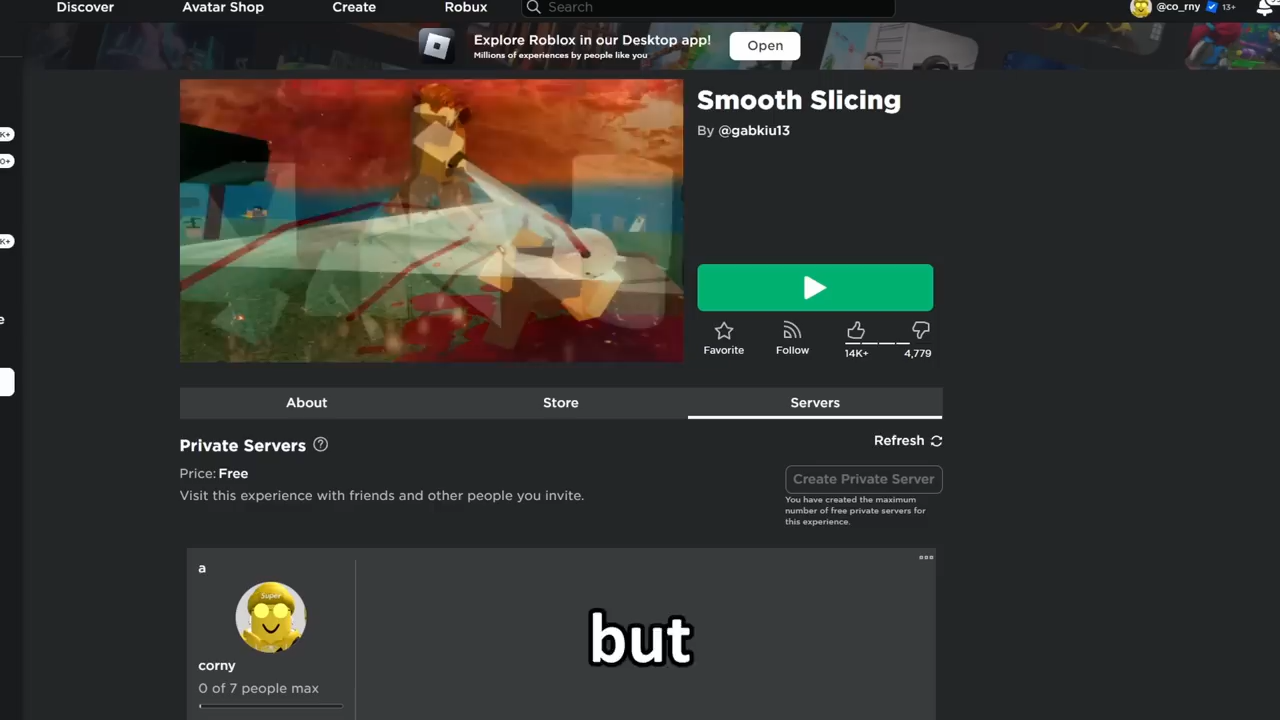 Discover
Avatar Shop
Create
Robux
Search
@co_rny
13+
Explore Roblox in our Desktop app!
Millions of experiences by people like you
Open
Smooth Slicing
By @gabkiu13
K+
0+
K+
e
Favorite
Follow
14K+
4,779
About
Store
Servers
Private Servers
Refresh
Price: Free
Visit this experience with friends and other people you invite.
Create Private Server
You have created the maximum
number of free private servers for
this experience.
a
Super
corny
0 of 7 people max
but